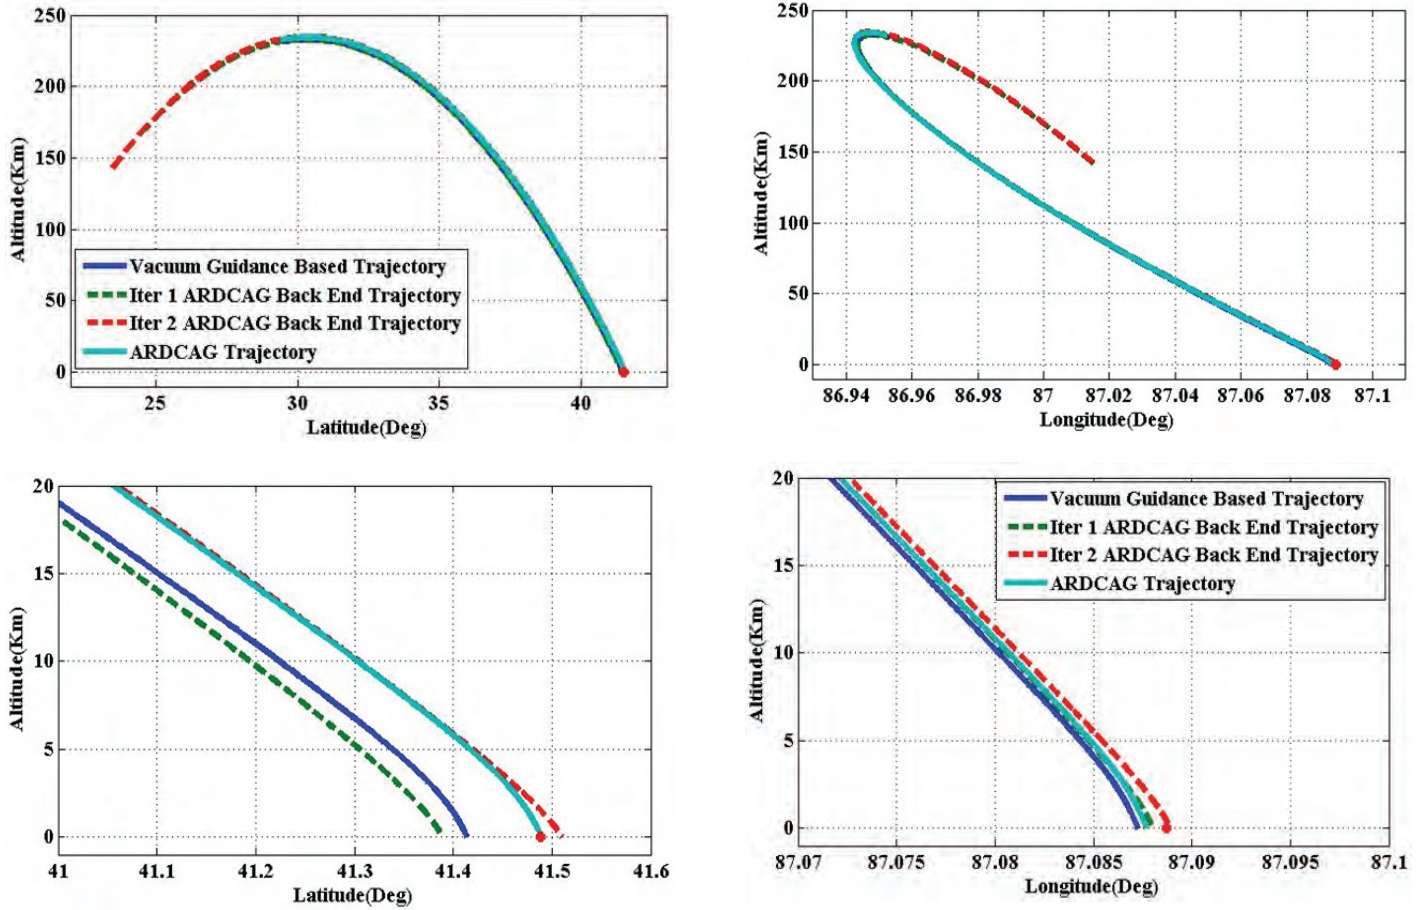 250
200
150
100
50
0
Altitude(Km)
Vacuum Guidance Based Trajectory
Iter 1 ARDCAG Back End Trajectory
Iter 2 ARDCAG Back End Trajectory
ARDCAG Trajectory
25 30 35 40
Latitude(Deg)
250
200
150
100
50
0
Altitude(Km)
86.94 86.96 86.98 87 87.02 87.04 87.06 87.08 87.1
Longitude(Deg)
20
15
10
5
0
Altitude(Km)
41 41.1 41.2 41.3 41.4 41.5 41.6
Latitude(Deg)
20
15
10
5
0
Altitude(Km)
Vacuum Guidance Based Trajectory
Iter 1 ARDCAG Back End Trajectory
Iter 2 ARDCAG Back End Trajectory
ARDCAG Trajectory
87.07 87.075 87.08 87.085 87.09 87.095 87.1
Longitude(Deg)